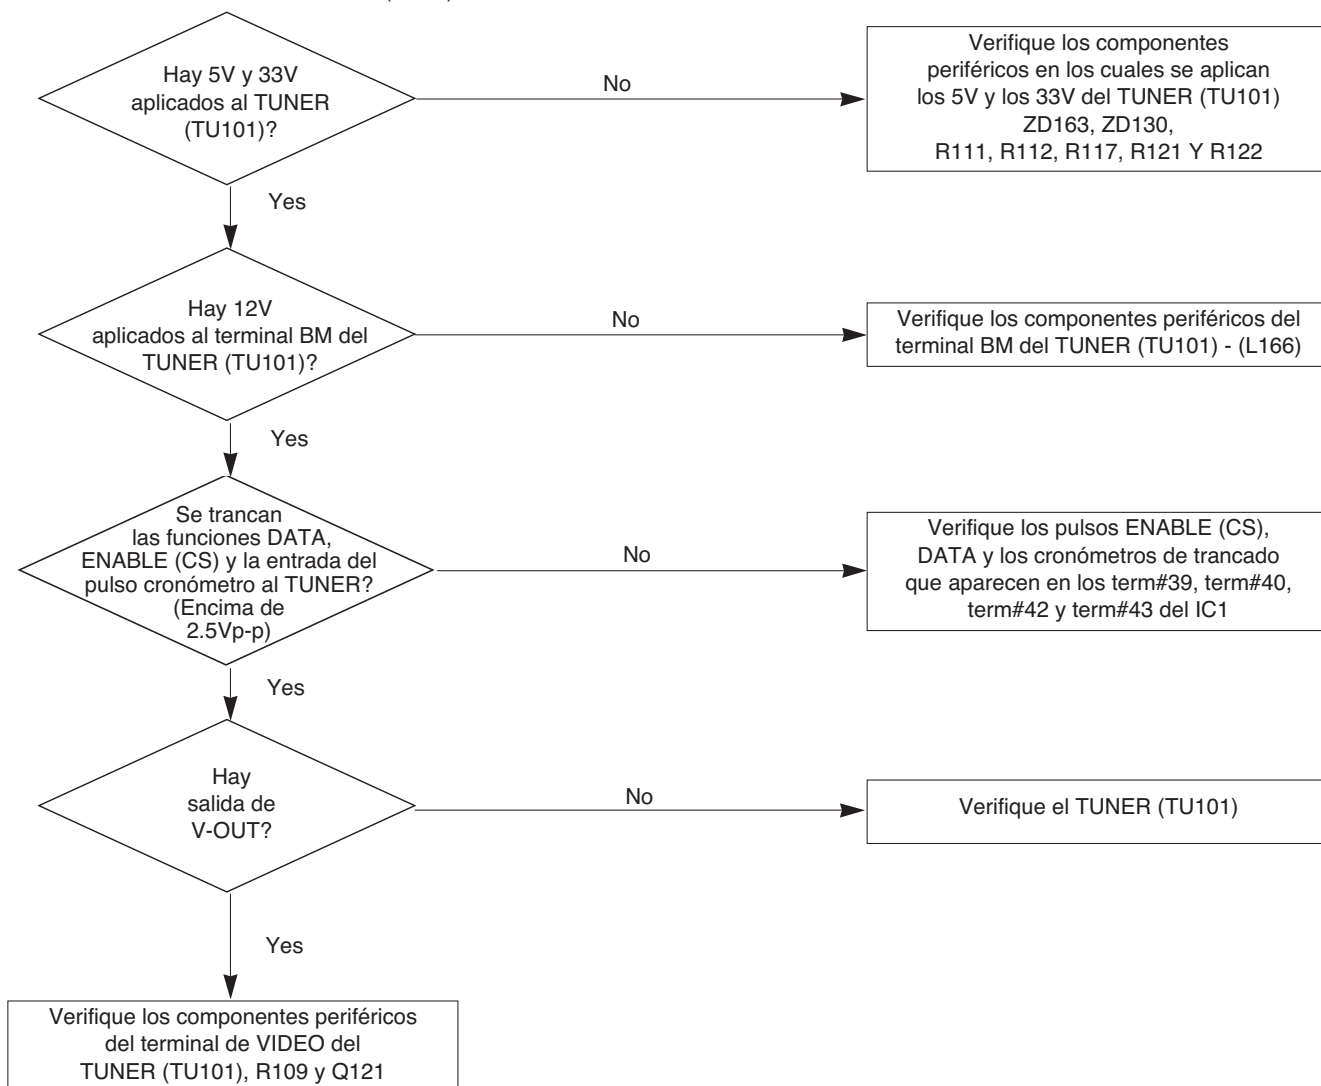 Hay 5V y 33V
aplicados al TUNER
(TU101)?
No
Verifique los componentes
periféricos en los cuales se aplican
los 5V y los 33V del TUNER (TU101)
ZD163, ZD130,
R111, R112, R117, R121 Y R122
Yes
Hay 12V
aplicados al terminal BM del
TUNER (TU101)?
No
Verifique los componentes periféricos del
terminal BM del TUNER (TU101) - (L166)
Yes
Se trancan
las funciones DATA,
ENABLE (CS) y la entrada del
pulso cronómetro al TUNER?
(Encima de
2.5Vp-p)
No
Verifique los pulsos ENABLE (CS),
DATA y los cronómetros de trancado
que aparecen en los term#39, term#40,
term#42 y term#43 del IC1
Yes
Hay
salida de
V-OUT?
No
Verifique el TUNER (TU101)
Yes
Verifique los componentes periféricos
del terminal de VIDEO del
TUNER (TU101), R109 y Q121